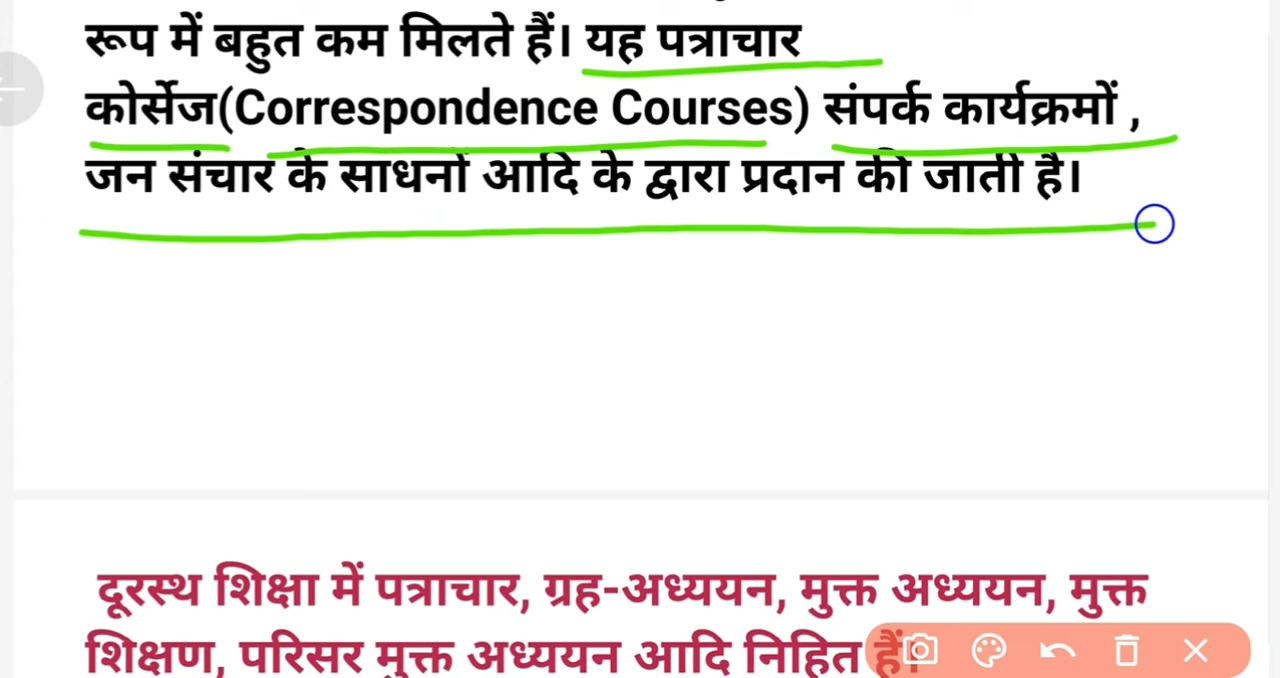 रूप में बहुत कम मिलते हैं। यह पत्राचार
कोर्सेज(Correspondence Courses) संपर्क कार्यक्रमों ,
जन संचार के साधनों आदि के द्वारा प्रदान की जाती है।
दूरस्थ शिक्षा में पत्राचार, ग्रह-अध्ययन, मुक्त अध्ययन, मुक्त
शिक्षण, परिसर मुक्त अध्ययन आदि निहित हैं।